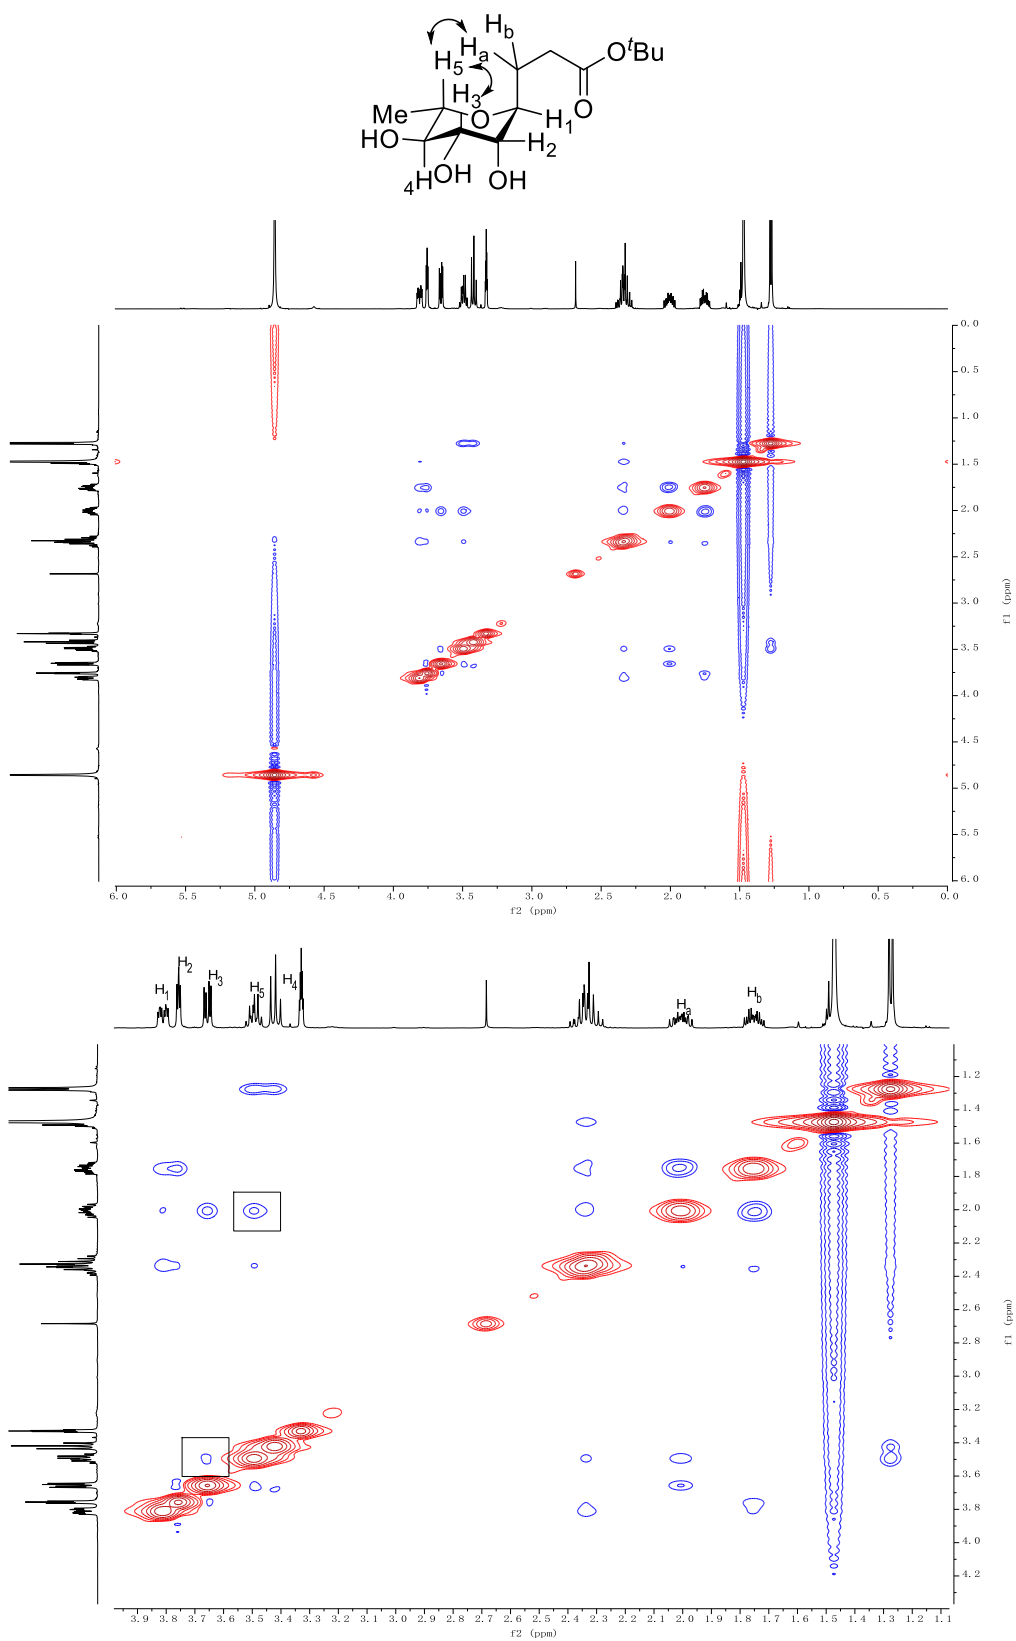 Hb
Ha
OtBu
H5
H3
Me
O
O
H1
HO
H2
4H
OH
OH
0.0
0.5
1.0
1.5
2.0
2.5
3.0
3.5
4.0
4.5
5.0
5.5
6.0
f1 (ppm)
6.0 5.5 5.0 4.5 4.0 3.5 3.0 2.5 2.0 1.5 1.0 0.5 0.0
f2 (ppm)
H1 H2 H3 H5 H4 Ha Hb
1.2
1.4
1.6
1.8
2.0
2.2
2.4
2.6
2.8
3.0
3.2
3.4
3.6
3.8
4.0
4.2
f1 (ppm)
3.9 3.8 3.7 3.6 3.5 3.4 3.3 3.2 3.1 3.0 2.9 2.8 2.7 2.6 2.5 2.4 2.3 2.2 2.1 2.0 1.9 1.8 1.7 1.6 1.5 1.4 1.3 1.2 1.1
f2 (ppm)